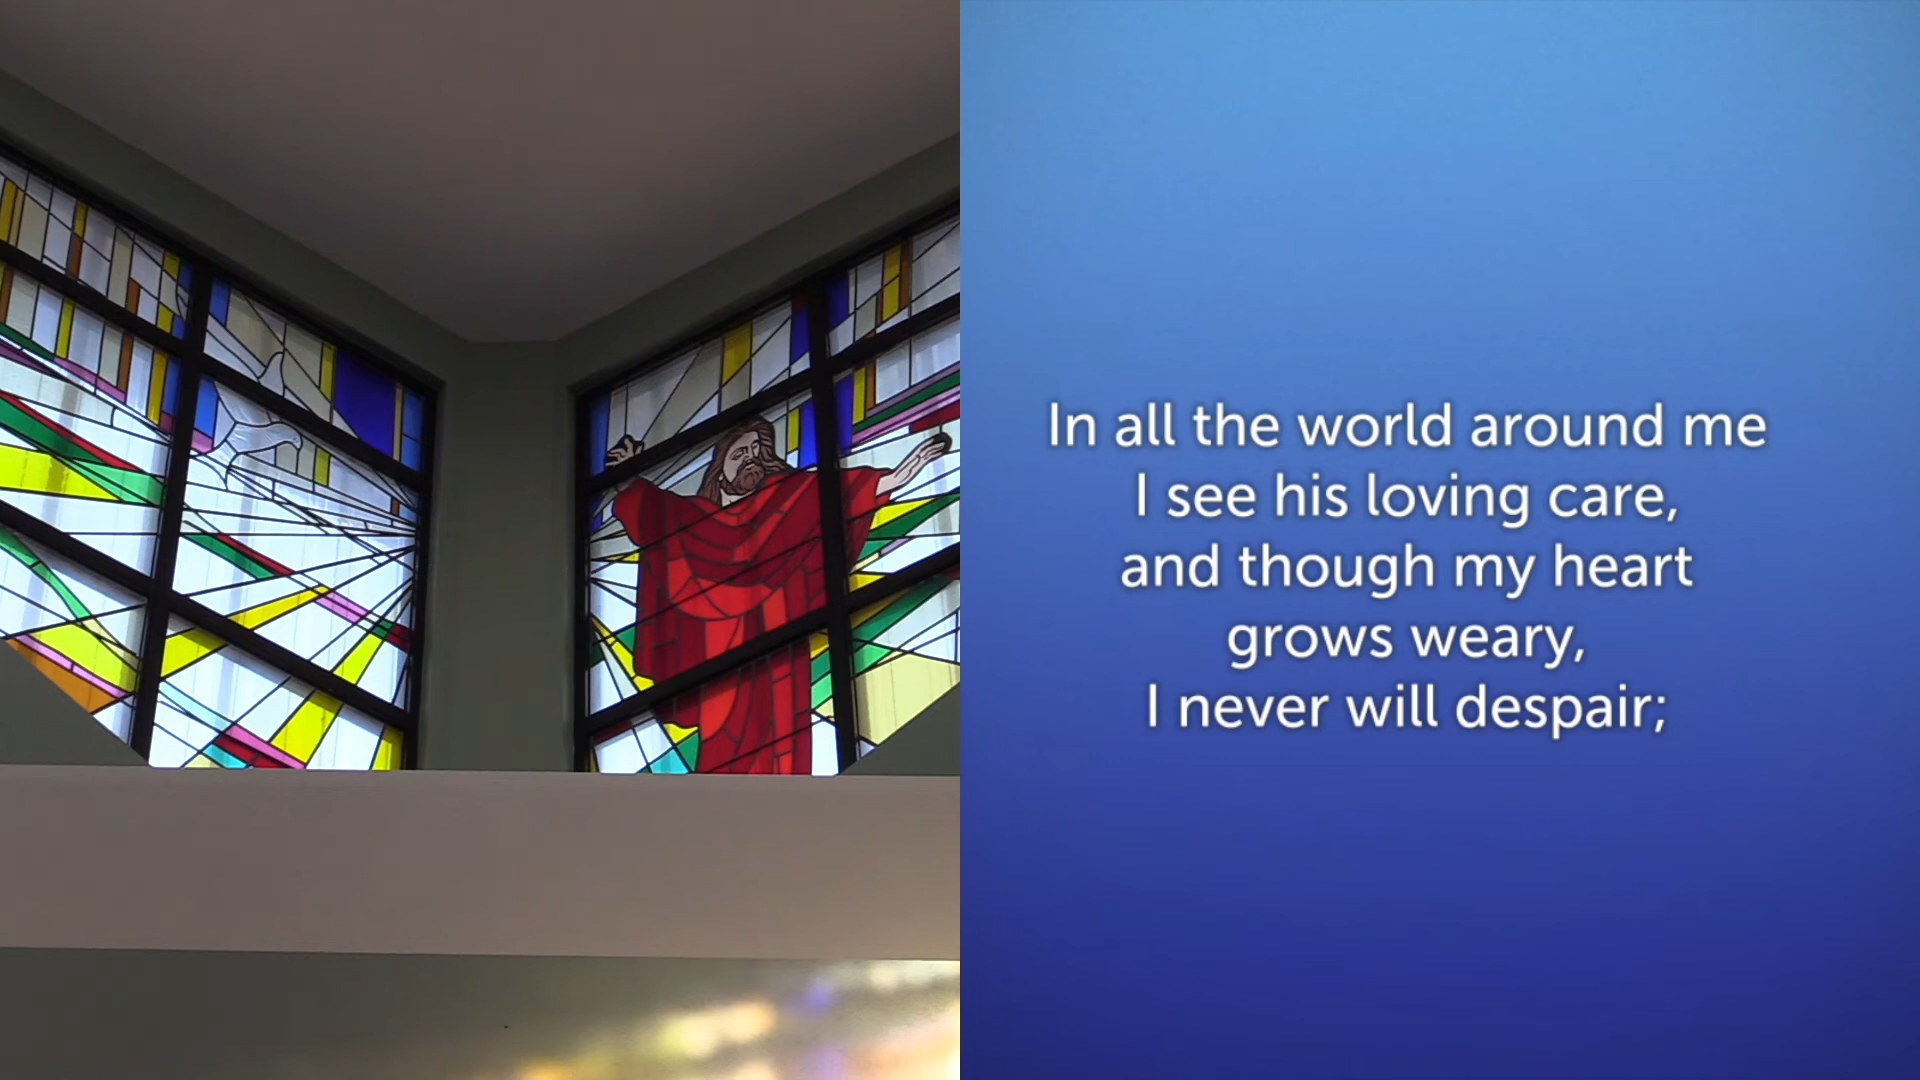 In all the world around me
I see his loving care,
and though my heart
grows weary,
I never will despair;